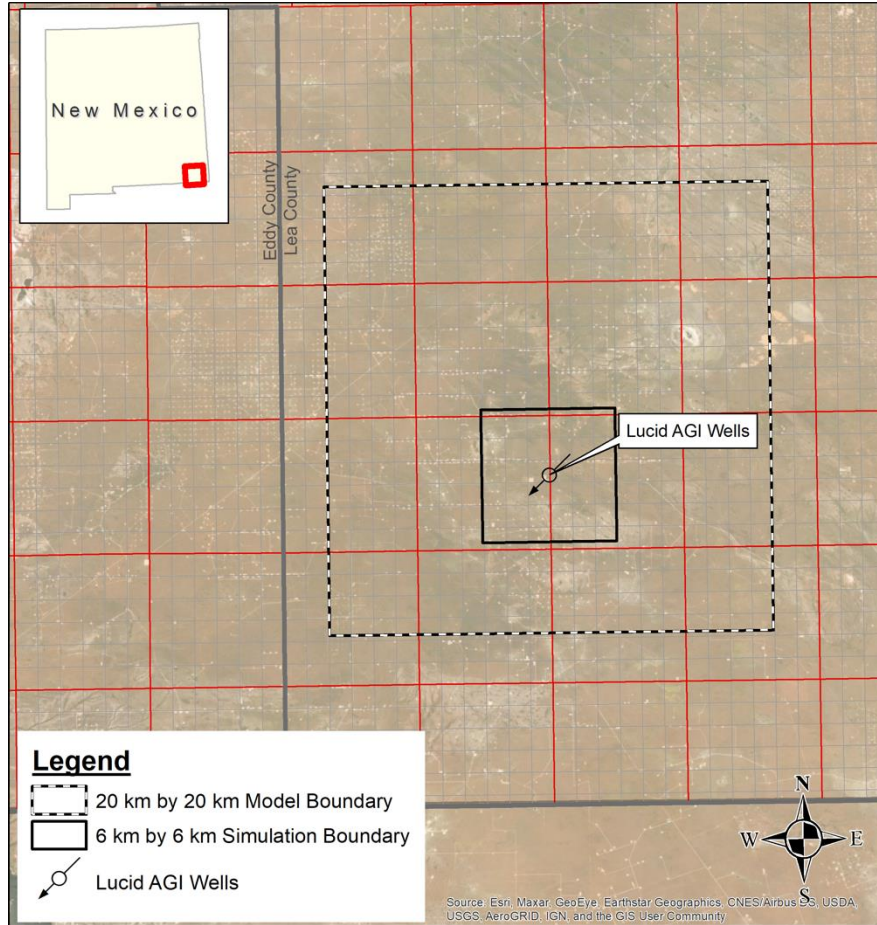 New Mexico
Eddy County
Lea County
Lucid AGI Wells
Legend
20 km by 20 km Model Boundary
6 km by 6 km Simulation Boundary
Lucid AGI Wells
N
W
E
S
Source: Esri, Maxar, GeoEye, Earthstar Geographics, CNES/Airbus DS, USDA,
USGS, AeroGRID, IGN, and the GIS User Community